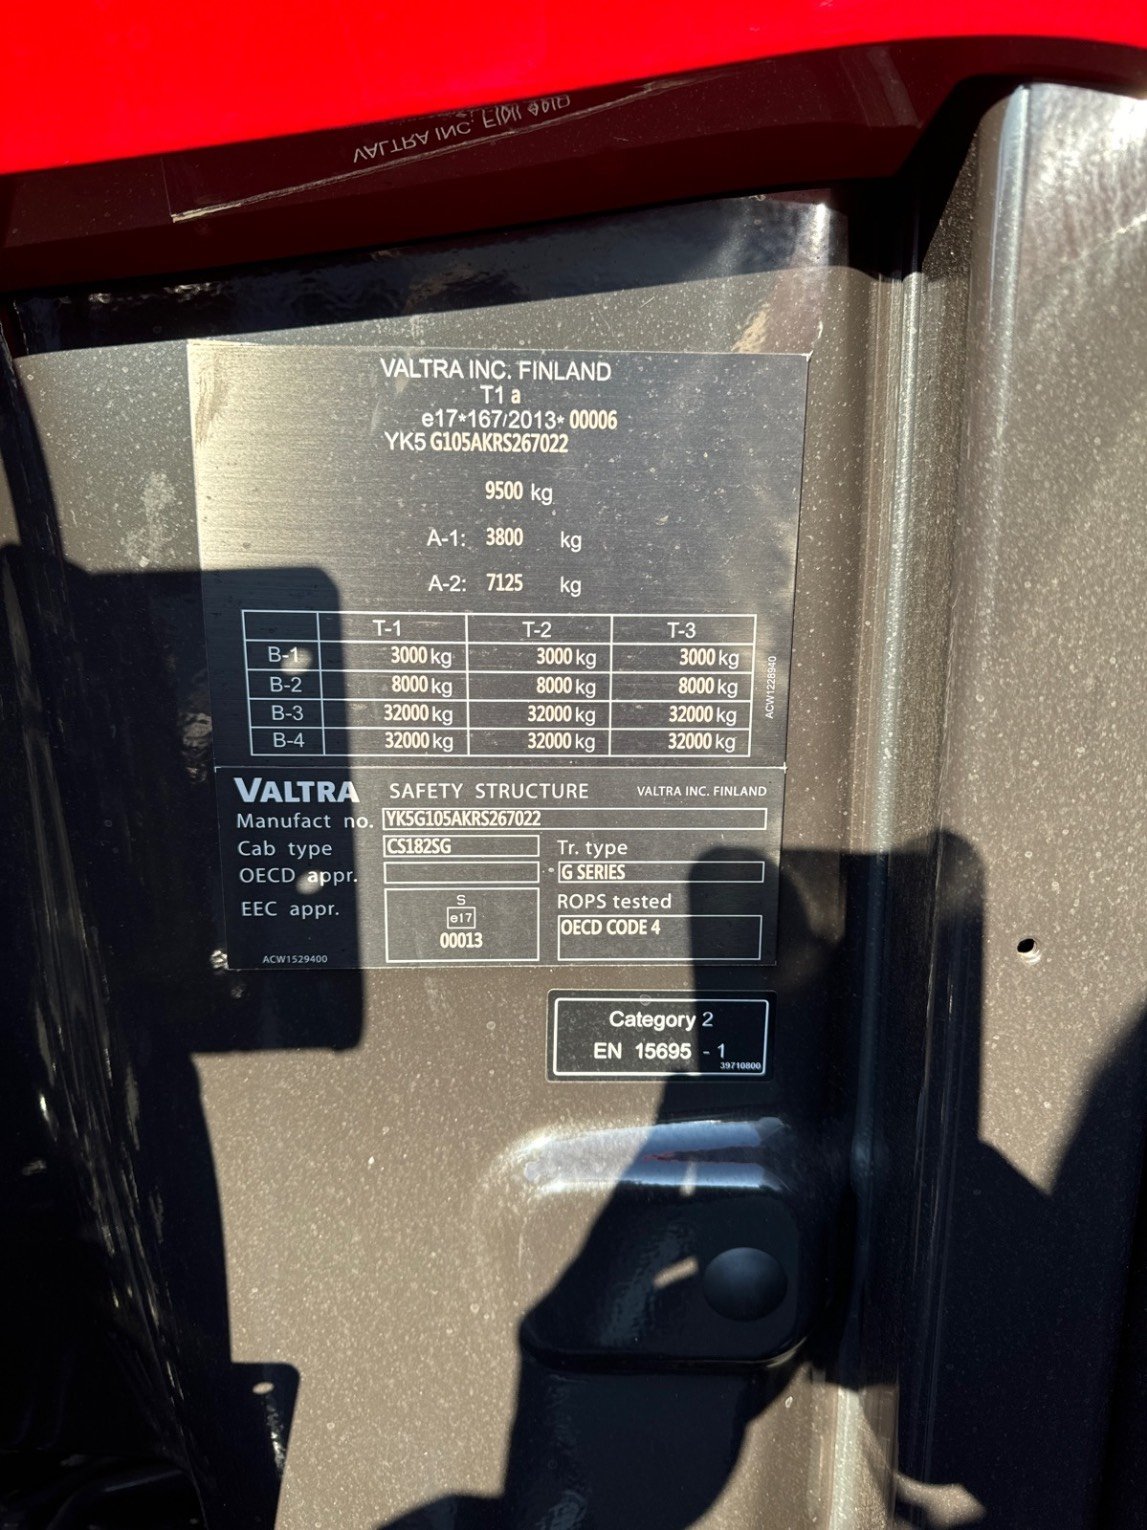 VALTRA INC. FINLAND
VALTRA INC. FINLAND
T1 a
e17*167/2013* 00006
YK5 G105AKRS267022
9500 kg
A-1: 3800 kg
A-2: 7125 kg
T-1 T-2 T-3
B-1 3000 kg 3000 kg 3000 kg
B-2 8000 kg 8000 kg 8000 kg
B-3 32000 kg 32000 kg 32000 kg
B-4 32000 kg 32000 kg 32000 kg
ACW1228940
VALTRA SAFETY STRUCTURE VALTRA INC. FINLAND
Manufact no. YK5G105AKRS267022
Cab type CS182SG Tr. type
OECD appr. G SERIES
EEC appr. S ROPS tested
e17 OECD CODE 4
00013
ACW1529400
Category 2
EN 15695 - 1
39710800